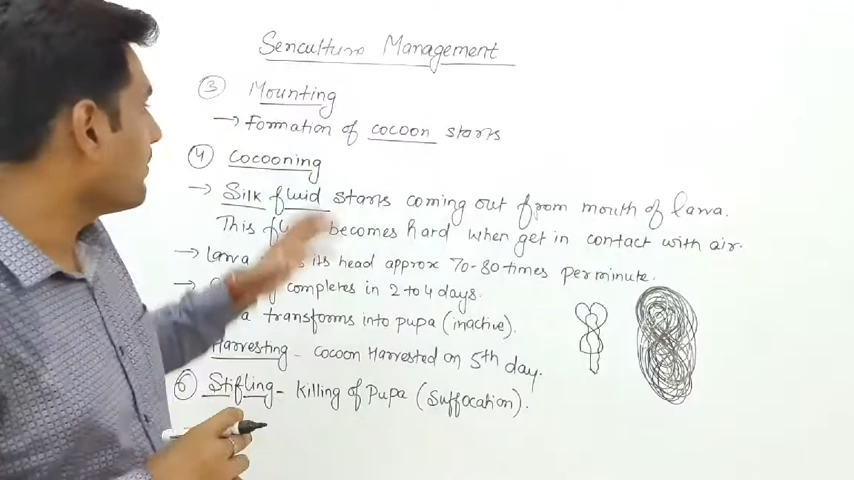 Senculture Management
③ Mounting
→ Formation of cocoon starts
④ Cocooning
→ Silk fluid starts coming out from mouth of larva.
This becomes hard when get in contact with air.
→ Larva its head approx 70-80 times per minute.
→ completes in 2 to 4 days.
transforms into pupa (inactive).
Harvesting - cocoon Harvested on 5th day.
⑥ Stifling - Killing of Pupa (Suffocation).